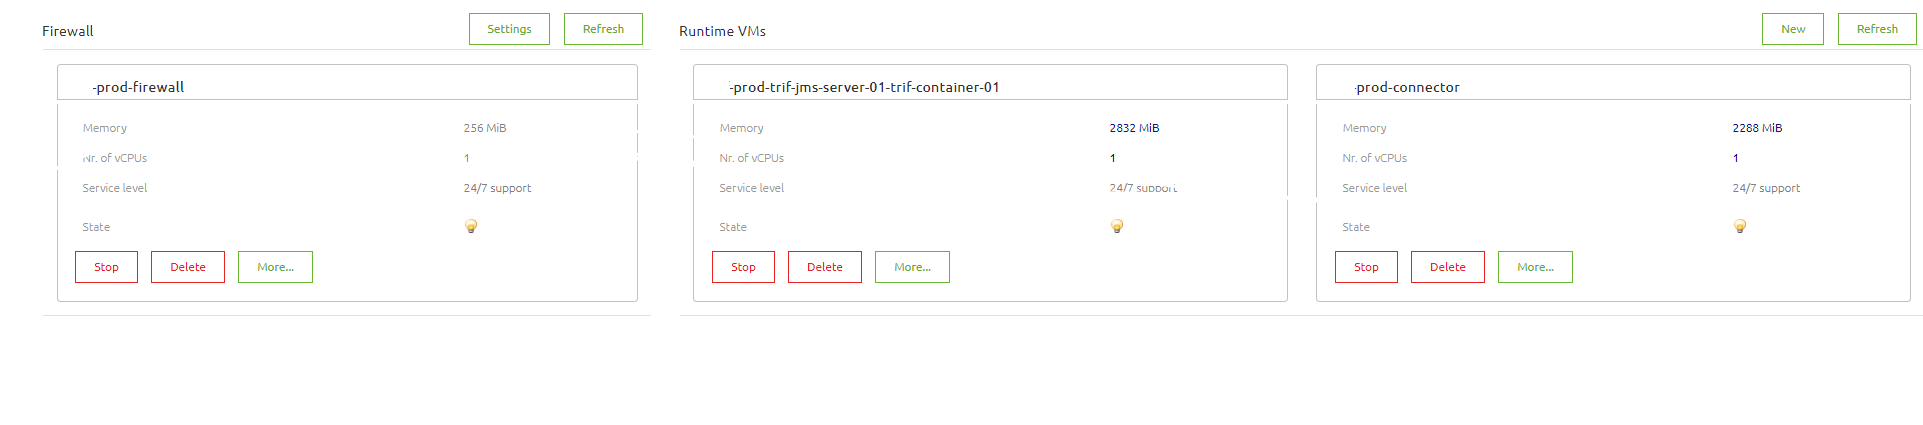 Firewall
Settings
Refresh
-prod-firewall
Memory 256 MiB
Nr. of vCPUs 1
Service level 24/7 support
State
Stop
Delete
More...
Runtime VMs
New
Refresh
-prod-trif-jms-server-01-trif-container-01
Memory 2832 MiB
Nr. of vCPUs 1
Service level 24/7 support
State
Stop
Delete
More...
-prod-connector
Memory 2288 MiB
Nr. of vCPUs 1
Service level 24/7 support
State
Stop
Delete
More...